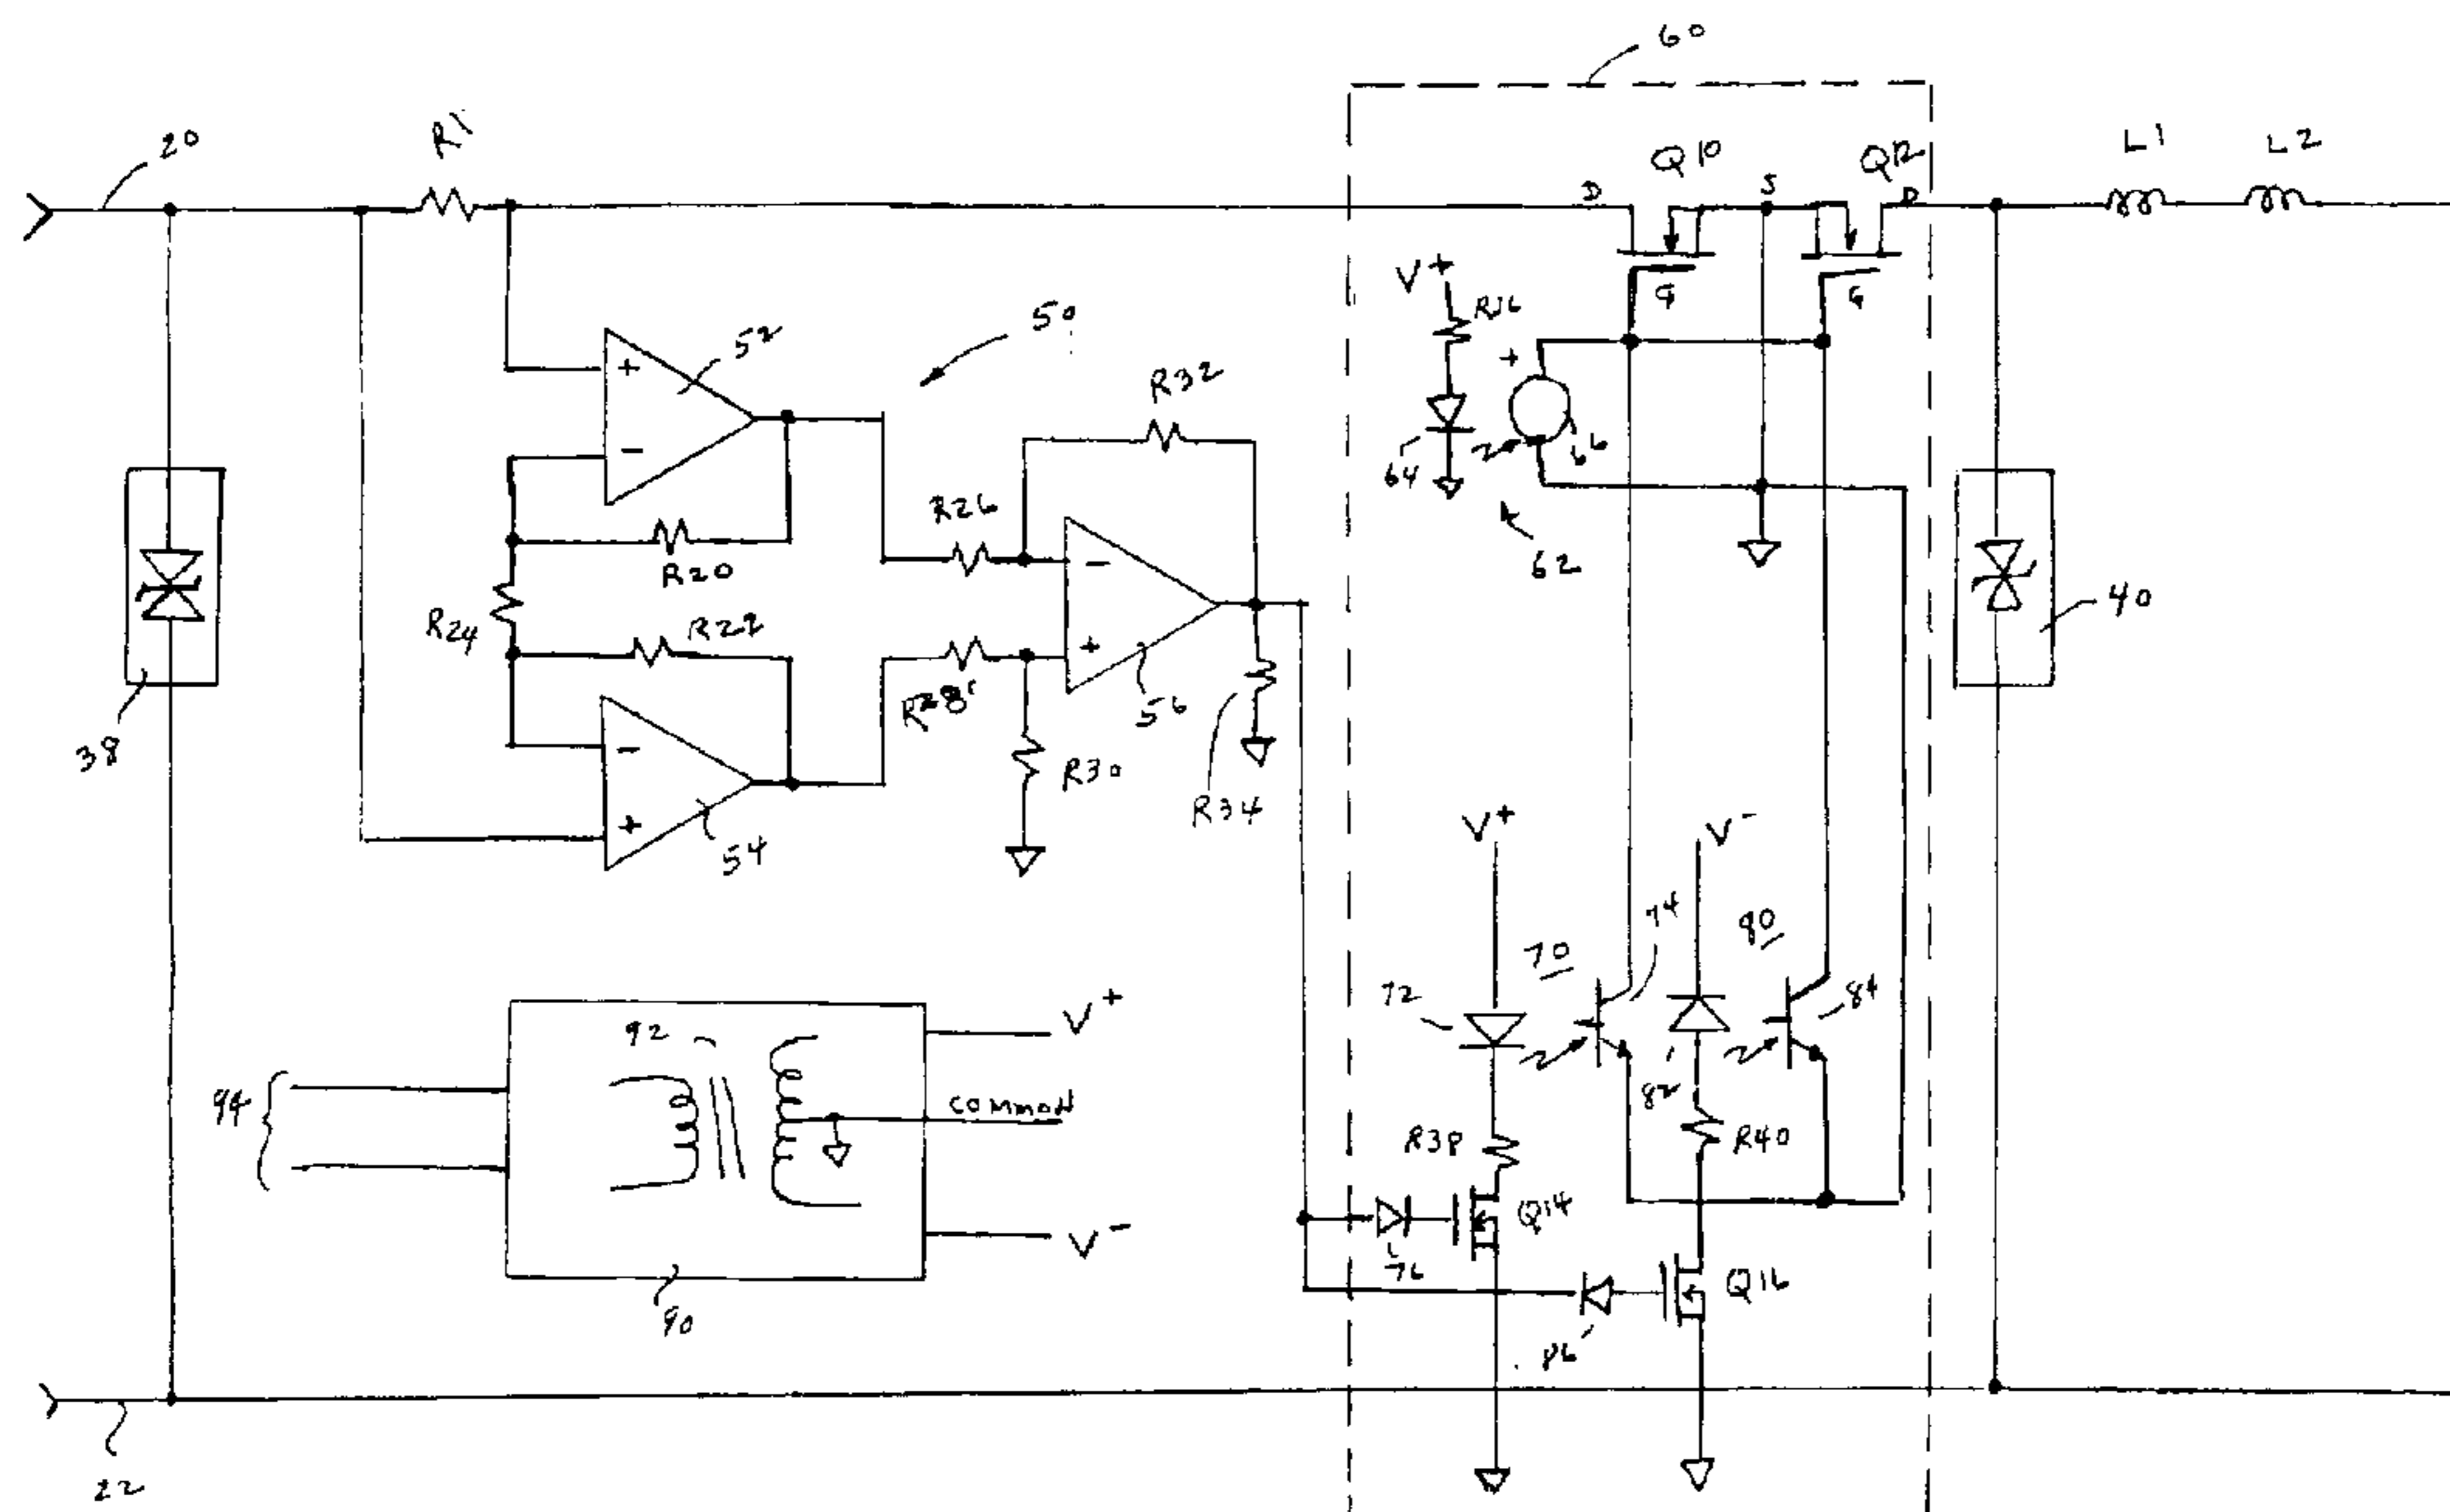 60
20
R1
Q10
Q12
L1
L2
D
S
D
V+
R16
G
G
52
50
+
+
R32
66
64
-
R26
62
R20
-
40
R24
R22
+
56
R28
38
-
R30
R34
+
54
V+
V-
74
80
70
72
84
V+
92
94
COMMON
82
R38
R40
Q14
76
V-
Q16
86
90
22